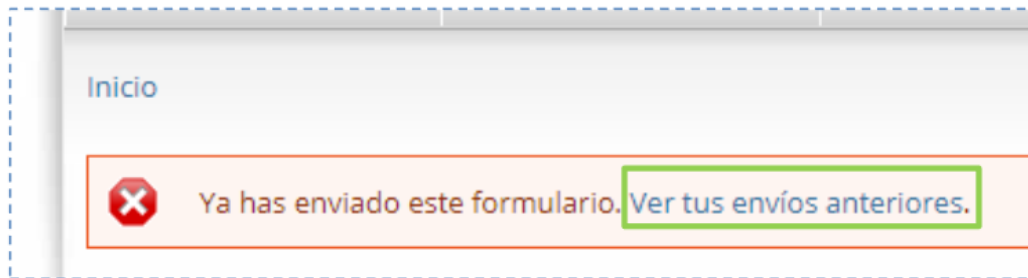 Inicio
Ya has enviado este formulario. Ver tus envíos anteriores.